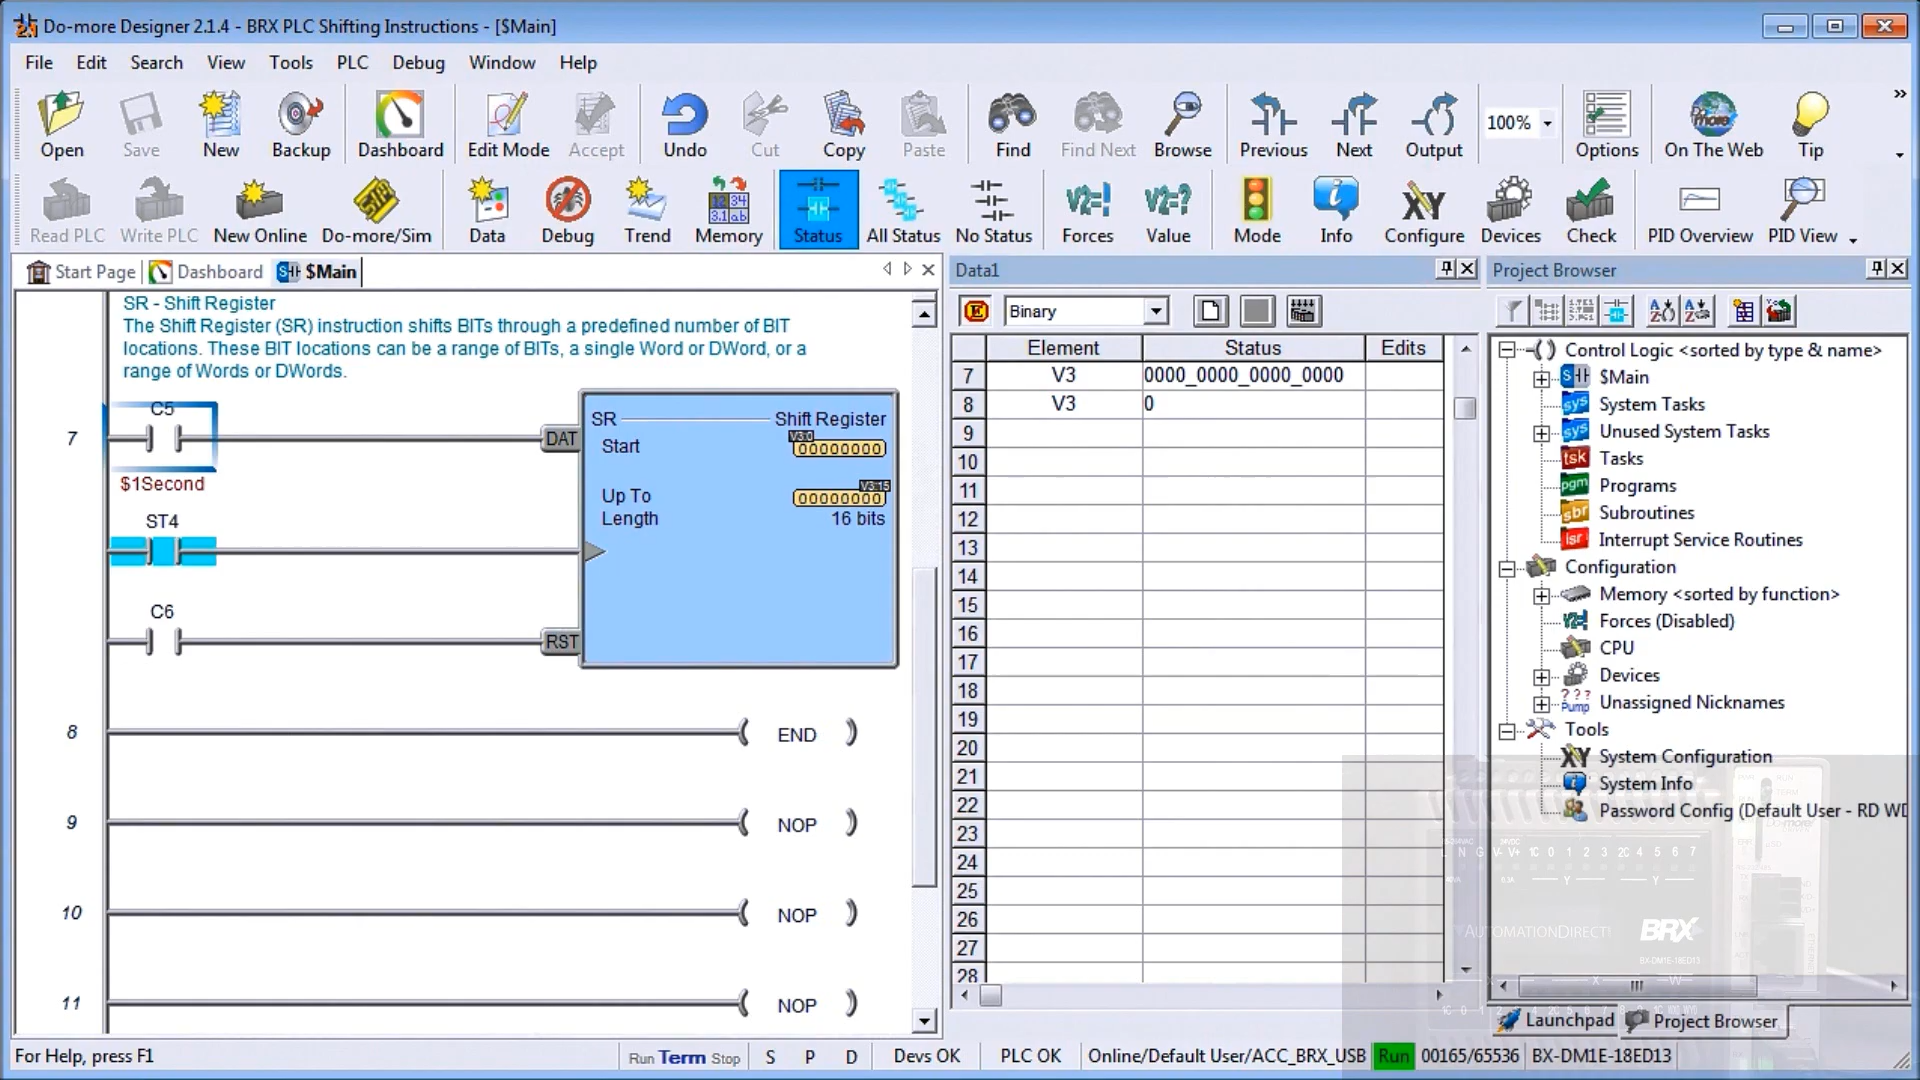 Do-more Designer 2.1.4 - BRX PLC Shifting Instructions - [$Main]
File Edit Search View Tools PLC Debug Window Help
Open Save New Backup Dashboard Edit Mode Accept Undo Cut Copy Paste Find Find Next Browse Previous Next Output 100% Options On The Web Tip
Read PLC Write PLC New Online Do-more/Sim Data Debug Trend Memory Status All Status No Status Forces Value Mode Info Configure Devices Check PID Overview PID View
Start Page Dashboard $Main
SR - Shift Register
The Shift Register (SR) instruction shifts BITs through a predefined number of BIT
locations. These BIT locations can be a range of BITs, a single Word or DWord, or a
range of Words or DWords.
7
C5
DAT
$1Second
ST4
C6
RST
SR Shift Register
Start V3:0 00000000
Up To V3:15 00000000
Length 16 bits
8 END
9 NOP
10 NOP
11 NOP
Data1
Binary
Element Status Edits
7 V3 0000_0000_0000_0000
8 V3 0
9
10
11
12
13
14
15
16
17
18
19
20
21
22
23
24
25
26
27
28
Project Browser
Control Logic <sorted by type & name>
$Main
System Tasks
Unused System Tasks
Tasks
Programs
Subroutines
Interrupt Service Routines
Configuration
Memory <sorted by function>
Forces (Disabled)
CPU
Devices
Unassigned Nicknames
Tools
System Configuration
System Info
Password Config (Default User - RD W
AUTOMATIONDIRECT BRX
BX-DM1E-18ED13
Launchpad Project Browser
For Help, press F1 Run Term Stop S P D Devs OK PLC OK Online/Default User/ACC_BRX_USB Run 00165/65536 BX-DM1E-18ED13